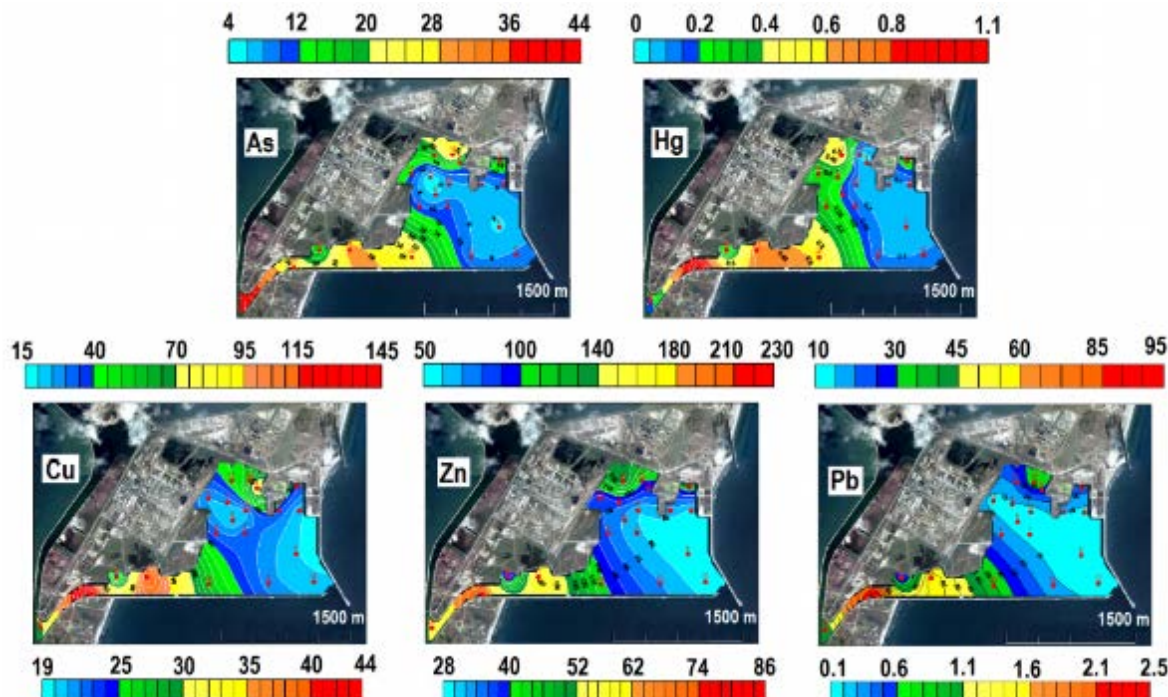 4 12 20 28 36 44
0 0.2 0.4 0.6 0.8 1.1
As
Hg
1500 m
1500 m
15 40 70 95 115 145
50 100 140 180 210 230
10 30 45 60 85 95
Cu
Zn
Pb
1500 m
1500 m
1500 m
19 25 30 35 40 44
28 40 52 62 74 86
0.1 0.6 1.1 1.6 2.1 2.5